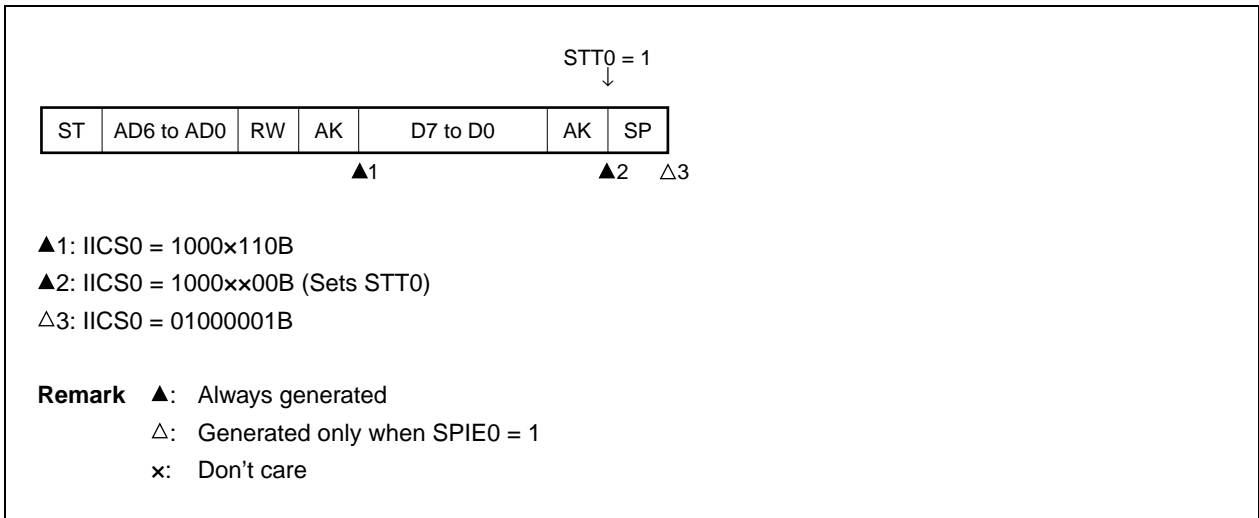 STT0 = 1
↓
ST AD6 to AD0 RW AK D7 to D0 AK SP
▲1 ▲2 △3
▲1: IICS0 = 1000×110B
▲2: IICS0 = 1000××00B (Sets STT0)
△3: IICS0 = 01000001B
Remark ▲: Always generated
△: Generated only when SPIE0 = 1
×: Don't care